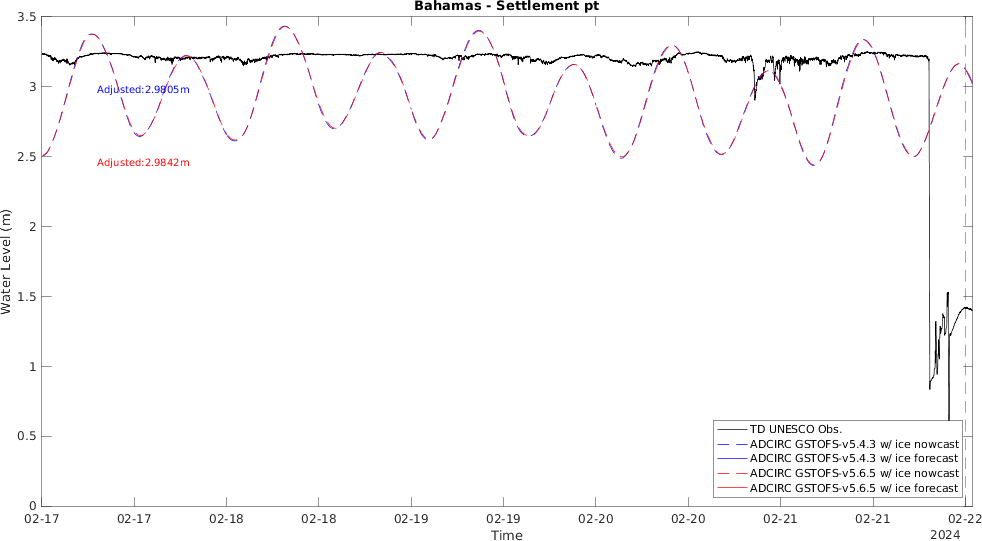 Bahamas - Settlement pt
3.5
3
2.5
2
1.5
1
0.5
0
Water Level (m)
Adjusted:2.9805m
Adjusted:2.9842m
TD UNESCO Obs.
ADCIRC GSTOFS-v5.4.3 w/ ice nowcast
ADCIRC GSTOFS-v5.4.3 w/ ice forecast
ADCIRC GSTOFS-v5.6.5 w/ ice nowcast
ADCIRC GSTOFS-v5.6.5 w/ ice forecast
02-17 02-17 02-18 02-18 02-19 02-19 02-20 02-20 02-21 02-21 02-22
Time
2024